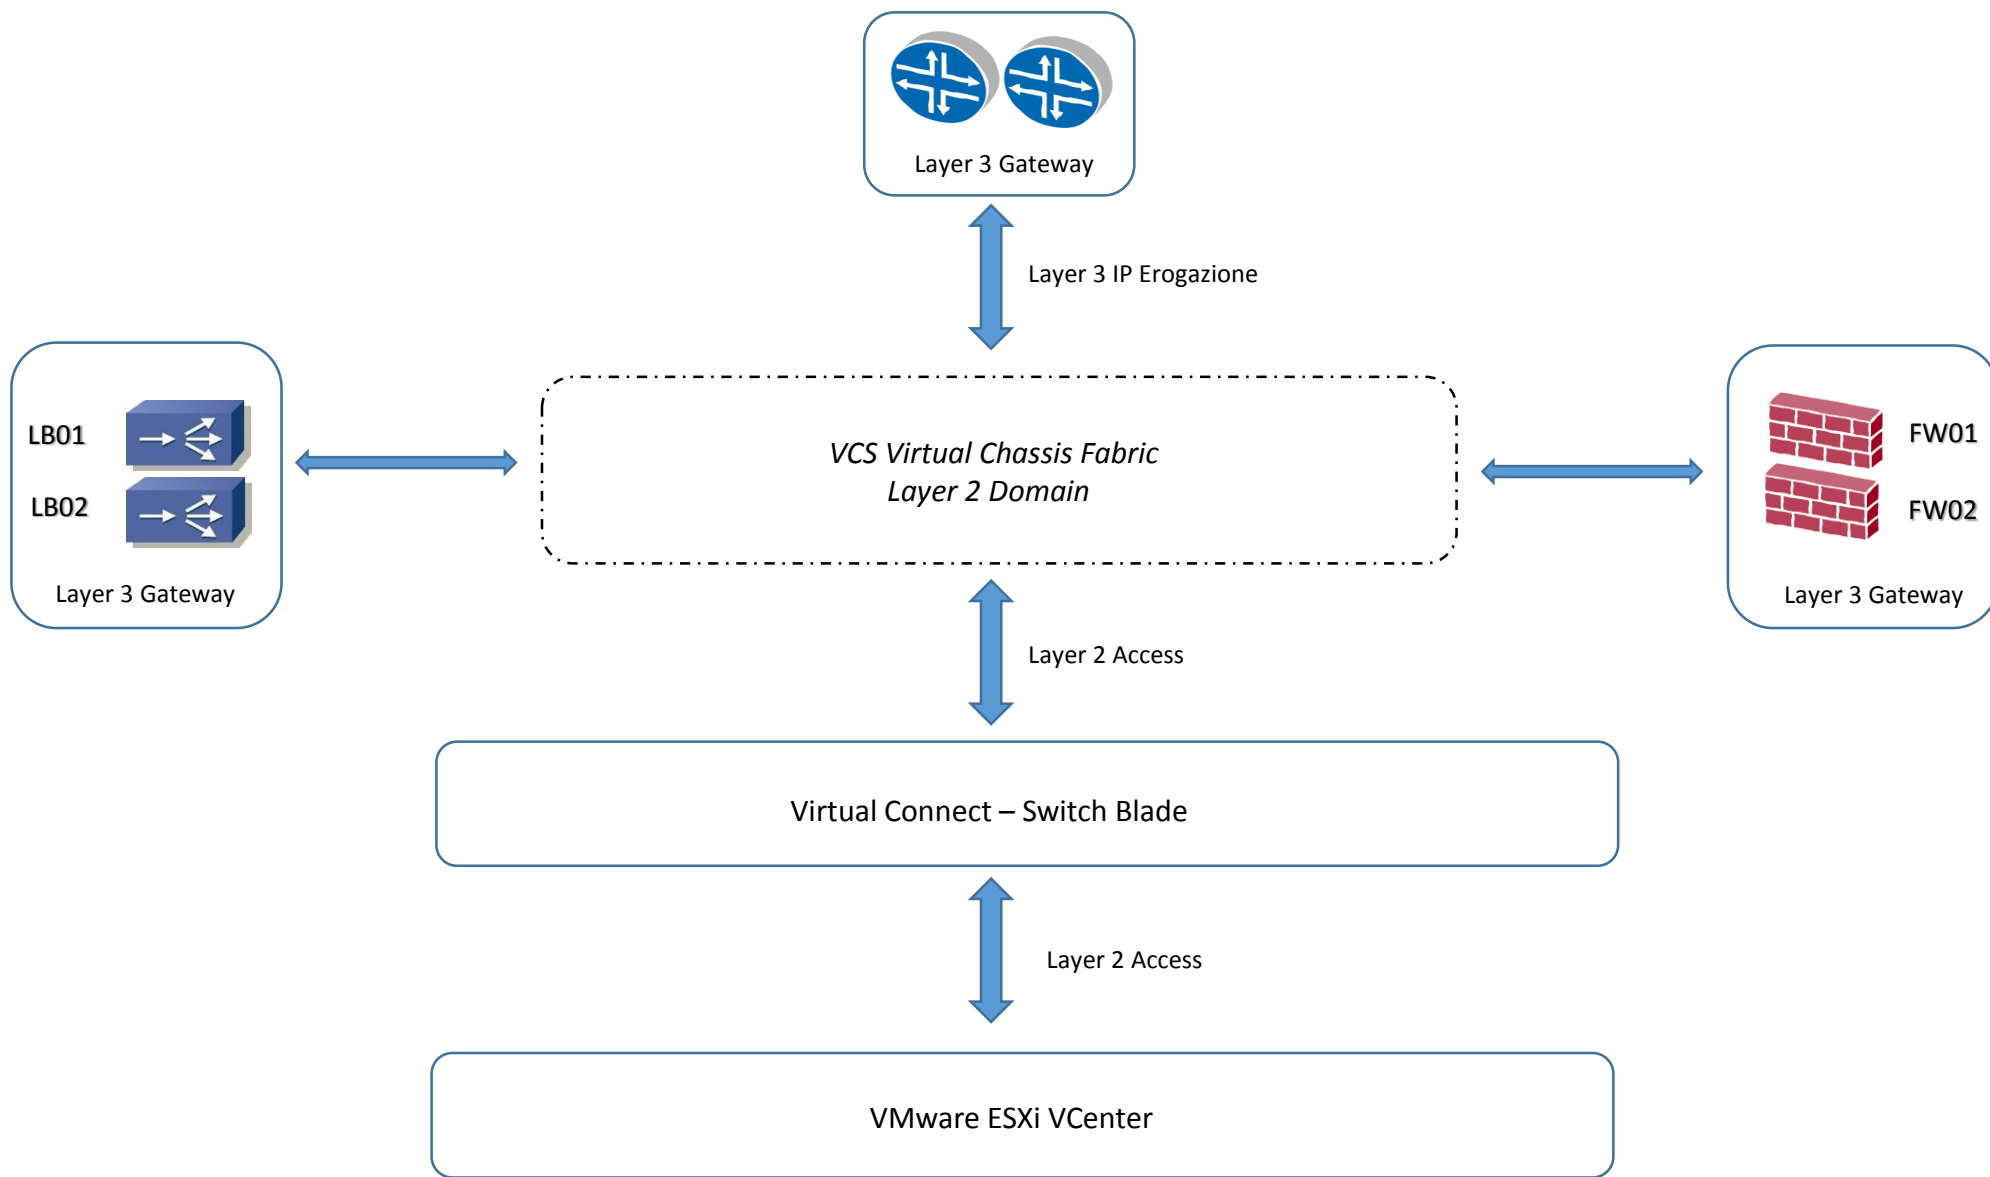 Layer 3 Gateway
Layer 3 IP Erogazione
LB01
LB02
Layer 3 Gateway
VCS Virtual Chassis Fabric
Layer 2 Domain
FW01
FW02
Layer 3 Gateway
Layer 2 Access
Virtual Connect – Switch Blade
Layer 2 Access
VMware ESXi VCenter